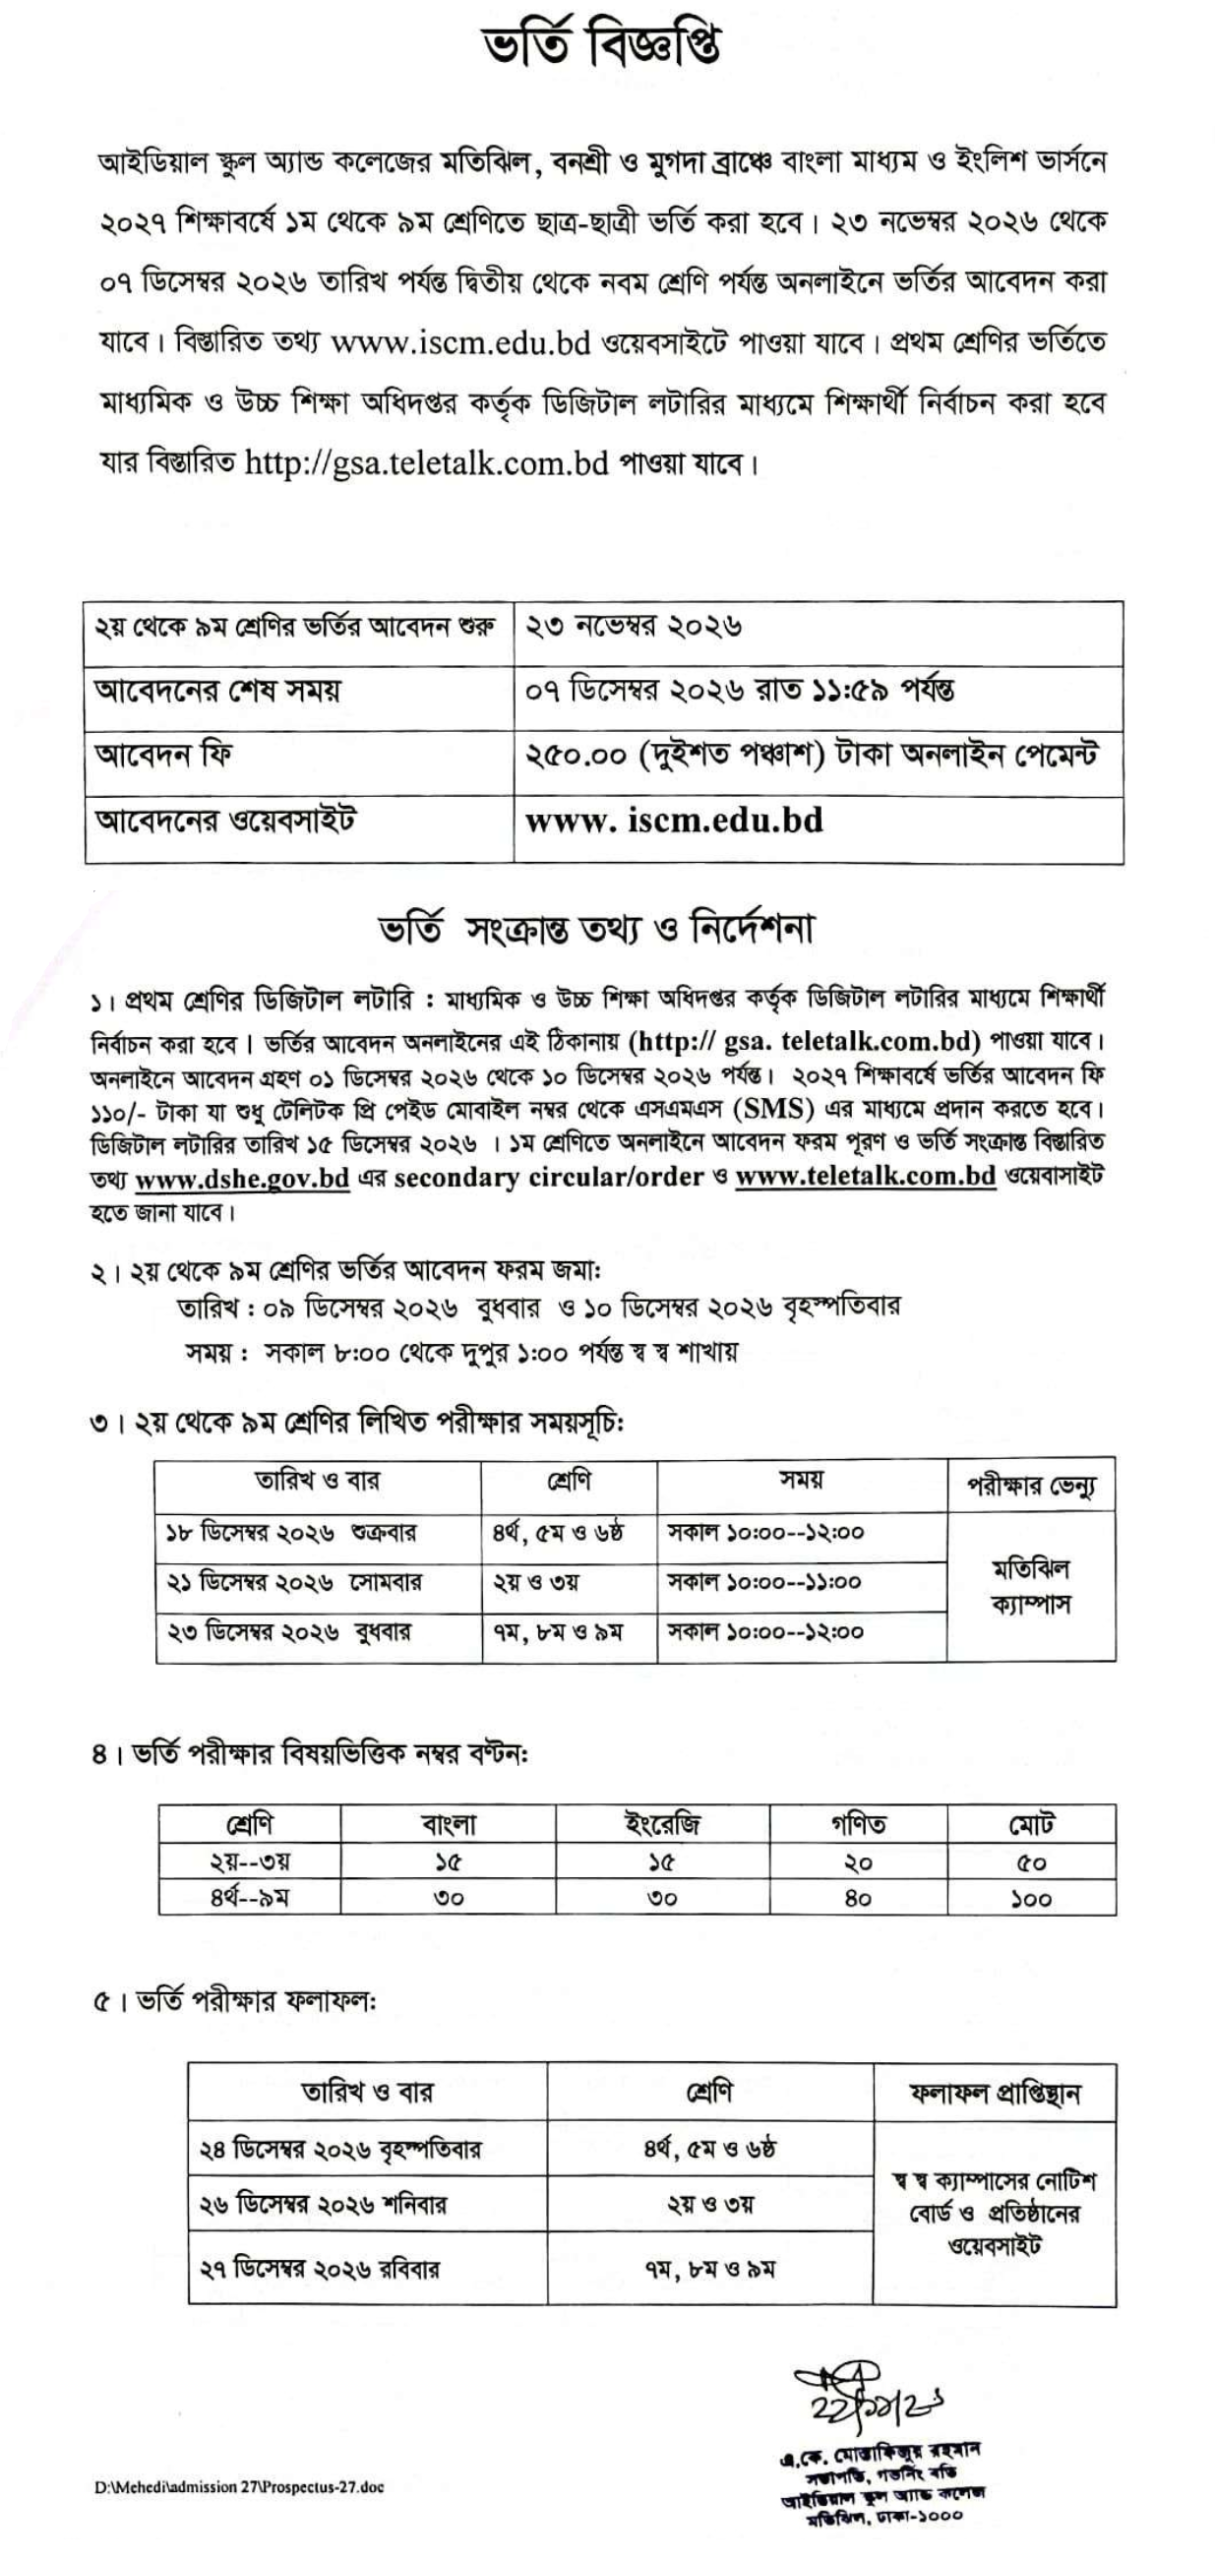 ভর্তি বিজ্ঞপ্তি
আইডিয়াল স্কুল অ্যান্ড কলেজের মতিঝিল, বনশ্রী ও মুগদা ব্রাঞ্চে বাংলা মাধ্যম ও ইংলিশ ভার্সনে
২০২৭ শিক্ষাবর্ষে ১ম থেকে ৯ম শ্রেণিতে ছাত্র-ছাত্রী ভর্তি করা হবে। ২৩ নভেম্বর ২০২৬ থেকে
০৭ ডিসেম্বর ২০২৬ তারিখ পর্যন্ত দ্বিতীয় থেকে নবম শ্রেণি পর্যন্ত অনলাইনে ভর্তির আবেদন করা
যাবে। বিস্তারিত তথ্য www.iscm.edu.bd ওয়েবসাইটে পাওয়া যাবে। প্রথম শ্রেণির ভর্তিতে
মাধ্যমিক ও উচ্চ শিক্ষা অধিদপ্তর কর্তৃক ডিজিটাল লটারির মাধ্যমে শিক্ষার্থী নির্বাচন করা হবে
যার বিস্তারিত http://gsa.teletalk.com.bd পাওয়া যাবে।
২য় থেকে ৯ম শ্রেণির ভর্তির আবেদন শুরু ২৩ নভেম্বর ২০২৬
আবেদনের শেষ সময় ০৭ ডিসেম্বর ২০২৬ রাত ১১:৫৯ পর্যন্ত
আবেদন ফি ২৫০.০০ (দুইশত পঞ্চাশ) টাকা অনলাইন পেমেন্ট
আবেদনের ওয়েবসাইট www. iscm.edu.bd
ভর্তি সংক্রান্ত তথ্য ও নির্দেশনা
১। প্রথম শ্রেণির ডিজিটাল লটারি : মাধ্যমিক ও উচ্চ শিক্ষা অধিদপ্তর কর্তৃক ডিজিটাল লটারির মাধ্যমে শিক্ষার্থী
নির্বাচন করা হবে। ভর্তির আবেদন অনলাইনের এই ঠিকানায় (http:// gsa. teletalk.com.bd) পাওয়া যাবে।
অনলাইনে আবেদন গ্রহণ ০১ ডিসেম্বর ২০২৬ থেকে ১০ ডিসেম্বর ২০২৬ পর্যন্ত। ২০২৭ শিক্ষাবর্ষে ভর্তির আবেদন ফি
১১০/- টাকা যা শুধু টেলিটক প্রি পেইড মোবাইল নম্বর থেকে এসএমএস (SMS) এর মাধ্যমে প্রদান করতে হবে।
ডিজিটাল লটারির তারিখ ১৫ ডিসেম্বর ২০২৬ । ১ম শ্রেণিতে অনলাইনে আবেদন ফরম পূরণ ও ভর্তি সংক্রান্ত বিস্তারিত
তথ্য www.dshe.gov.bd এর secondary circular/order ও www.teletalk.com.bd ওয়েবসাইট
হতে জানা যাবে।
২। ২য় থেকে ৯ম শ্রেণির ভর্তির আবেদন ফরম জমা:
তারিখ : ০৯ ডিসেম্বর ২০২৬ বুধবার ও ১০ ডিসেম্বর ২০২৬ বৃহস্পতিবার
সময় : সকাল ৮:০০ থেকে দুপুর ১:০০ পর্যন্ত স্ব স্ব শাখায়
৩। ২য় থেকে ৯ম শ্রেণির লিখিত পরীক্ষার সময়সূচি:
তারিখ ও বার শ্রেণি সময় পরীক্ষার ভেন্যু
১৮ ডিসেম্বর ২০২৬ শুক্রবার ৪র্থ, ৫ম ও ৬ষ্ঠ সকাল ১০:০০--১২:০০
২১ ডিসেম্বর ২০২৬ সোমবার ২য় ও ৩য় সকাল ১০:০০--১১:০০
২৩ ডিসেম্বর ২০২৬ বুধবার ৭ম, ৮ম ও ৯ম সকাল ১০:০০--১২:০০
মতিঝিল
ক্যাম্পাস
৪। ভর্তি পরীক্ষার বিষয়ভিত্তিক নম্বর বণ্টন:
শ্রেণি বাংলা ইংরেজি গণিত মোট
২য়--৩য় ১৫ ১৫ ২০ ৫০
৪র্থ--৯ম ৩০ ৩০ ৪০ ১০০
৫। ভর্তি পরীক্ষার ফলাফল:
তারিখ ও বার শ্রেণি ফলাফল প্রাপ্তিস্থান
২৪ ডিসেম্বর ২০২৬ বৃহস্পতিবার ৪র্থ, ৫ম ও ৬ষ্ঠ
২৬ ডিসেম্বর ২০২৬ শনিবার ২য় ও ৩য়
২৭ ডিসেম্বর ২০২৬ রবিবার ৭ম, ৮ম ও ৯ম
স্ব স্ব ক্যাম্পাসের নোটিশ
বোর্ড ও প্রতিষ্ঠানের
ওয়েবসাইট
এ.কে. মোস্তাফিজুর রহমান
সভাপতি, গভর্নিং বডি
আইডিয়াল স্কুল অ্যান্ড কলেজ
মতিঝিল, ঢাকা-১০০০
D:\Mehedi\admission 27\Prospectus-27.doc